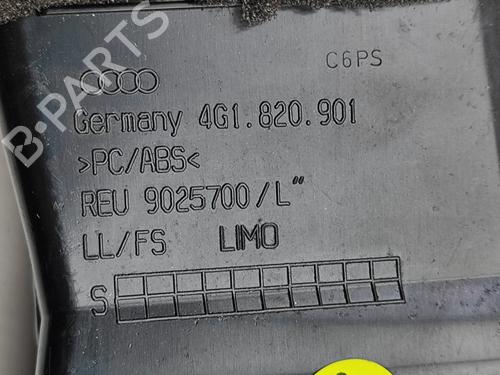 C6PS
Germany 4G1.820.901
>PC/ABS<
REU 9025700/L"
LL/FS LIMO
S
B-PARTS